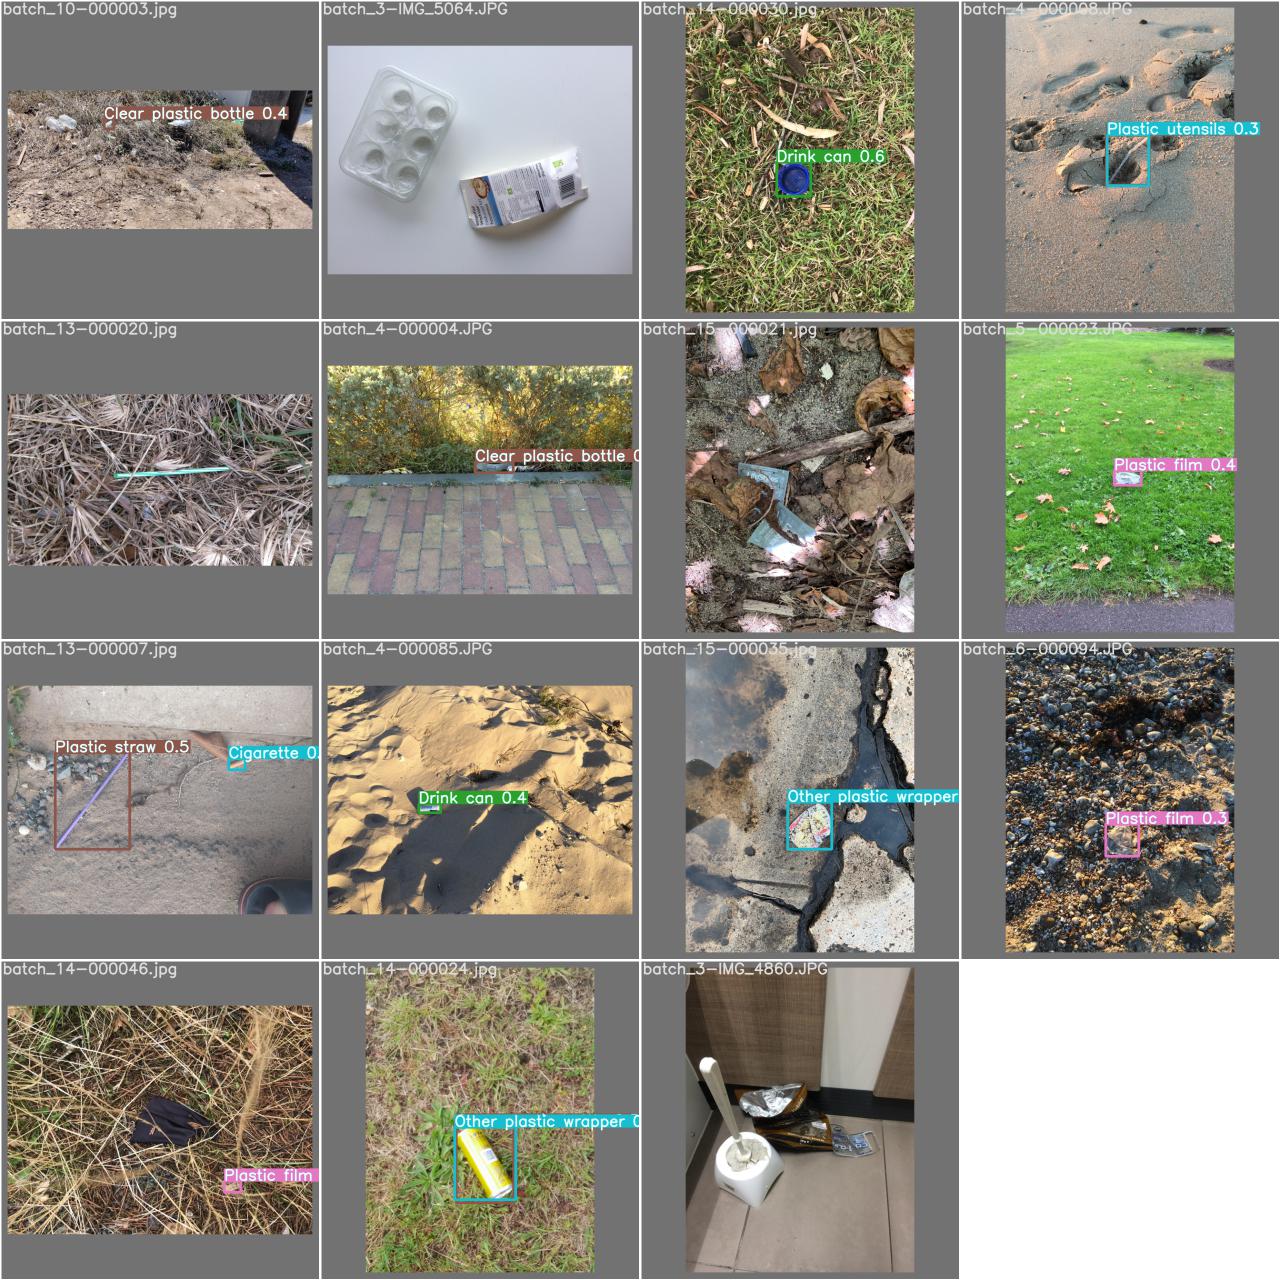 batch_10-000003.jpg
batch_3-IMG_5064.JPG
batch_14-000030.jpg
batch_4-000008.JPG
Clear plastic bottle 0.4
Drink can 0.6
Plastic utensils 0.3
batch_13-000020.jpg
batch_4-000004.JPG
batch_15-000021.jpg
batch_5-000023.JPG
Clear plastic bottle 0
Plastic film 0.4
batch_13-000007.jpg
batch_4-000085.JPG
batch_15-000035.jpg
batch_6-000094.JPG
Plastic straw 0.5
Cigarette 0.
Drink can 0.4
Other plastic wrapper
Plastic film 0.3
batch_14-000046.jpg
batch_14-000024.jpg
batch_3-IMG_4860.JPG
Plastic film
Other plastic wrapper 0